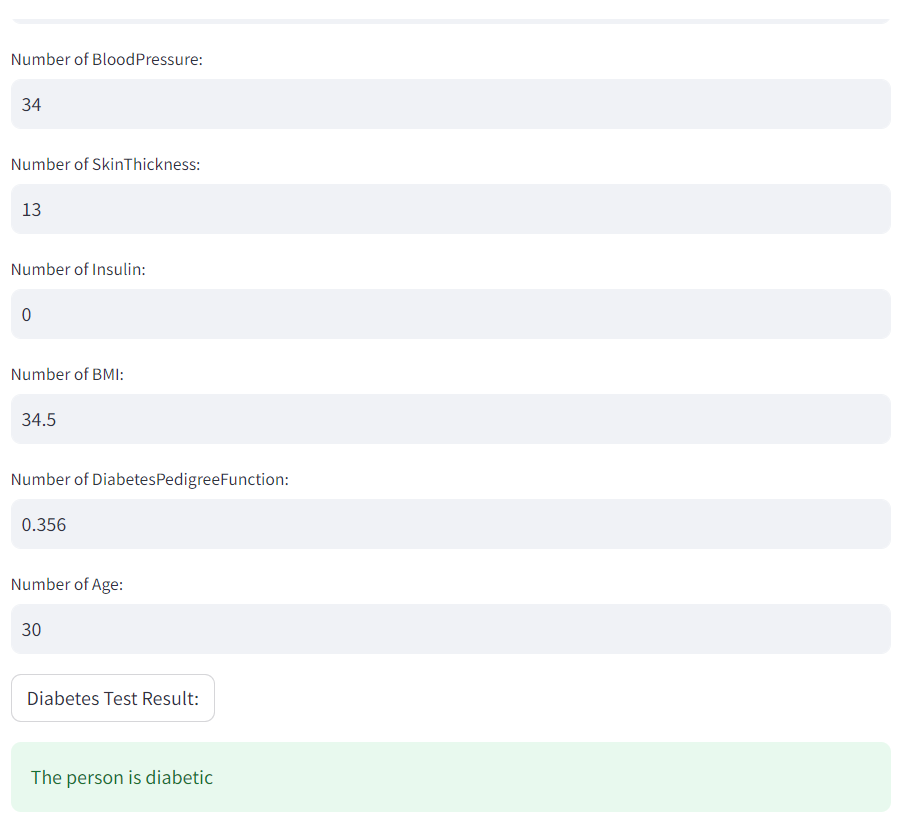 Number of BloodPressure:
34
Number of SkinThickness:
13
Number of Insulin:
0
Number of BMI:
34.5
Number of DiabetesPedigreeFunction:
0.356
Number of Age:
30
Diabetes Test Result:
The person is diabetic